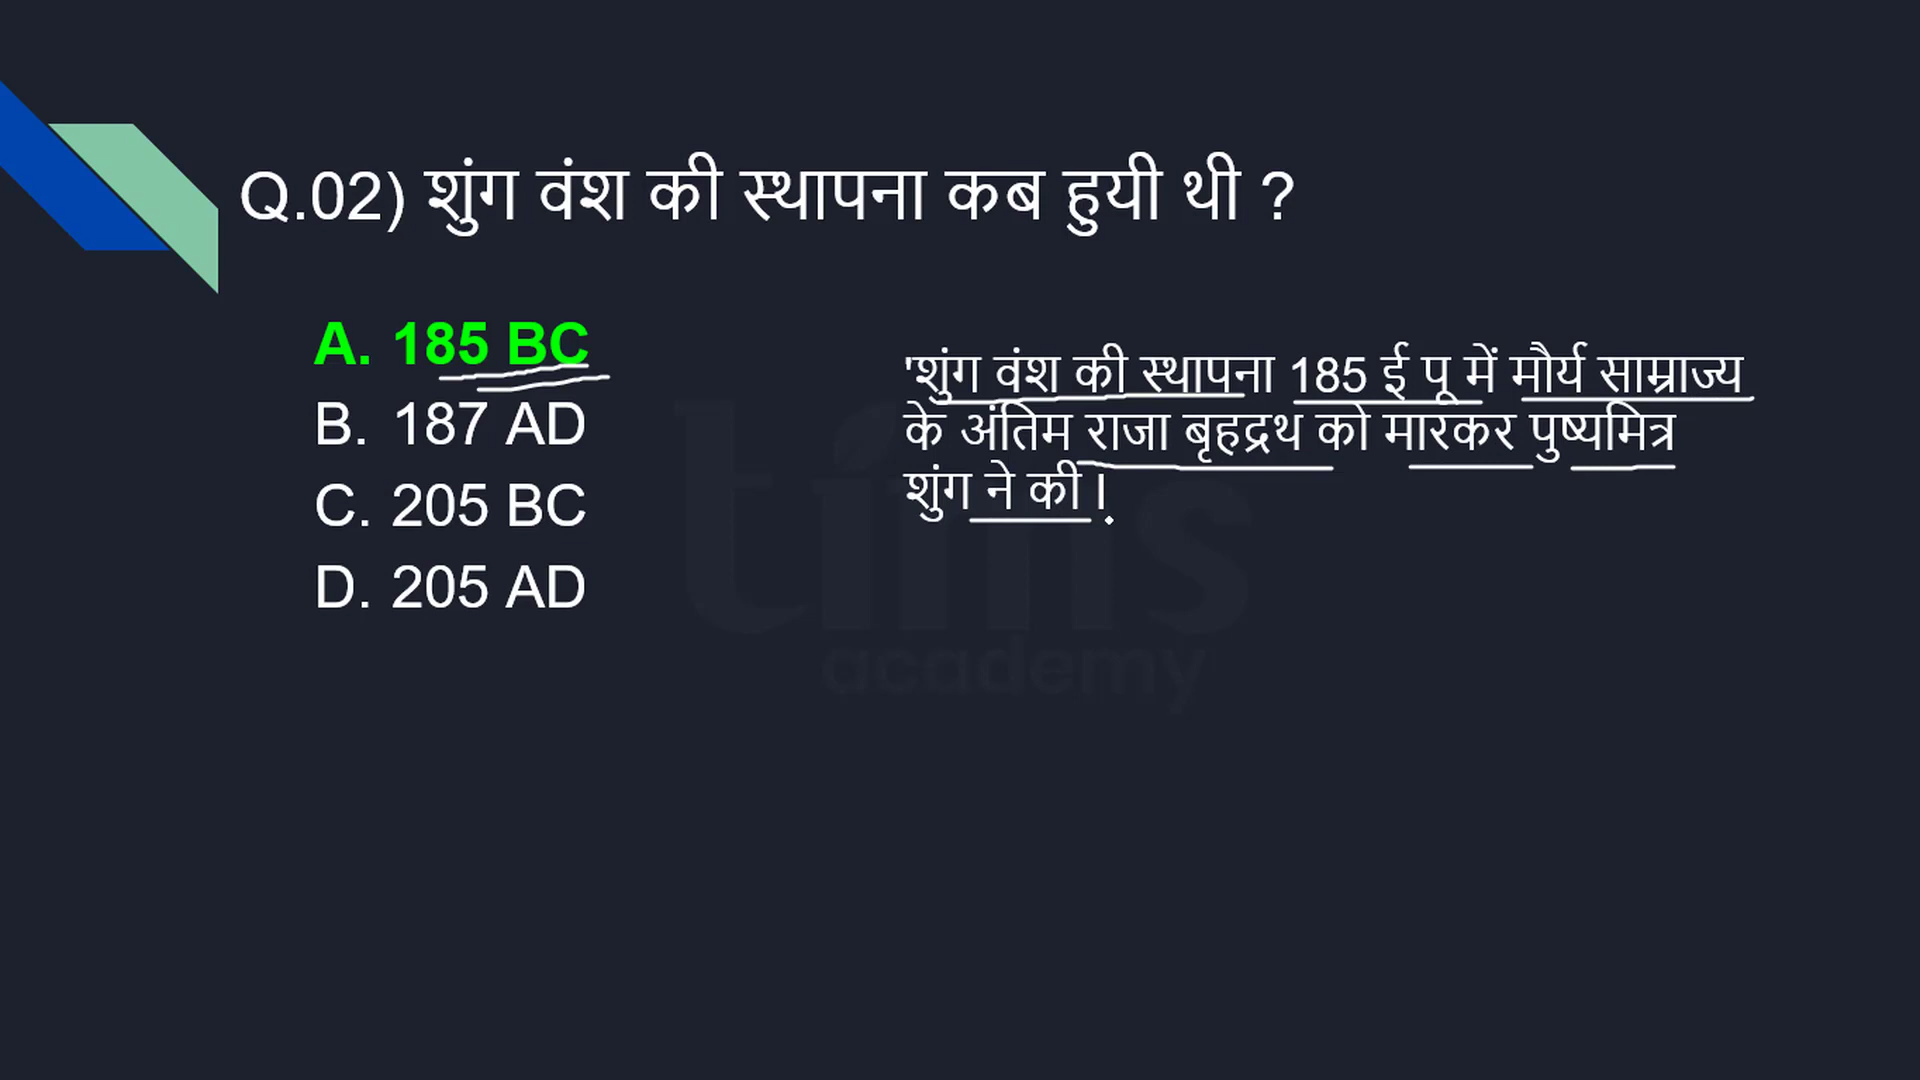 Q.02) शुंग वंश की स्थापना कब हुयी थी ?
A. 185 BC
B. 187 AD
C. 205 BC
D. 205 AD
'शुंग वंश की स्थापना 185 ई पू में मौर्य साम्राज्य
के अंतिम राजा बृहद्रथ को मारकर पुष्यमित्र
शुंग ने की।
tims
academy